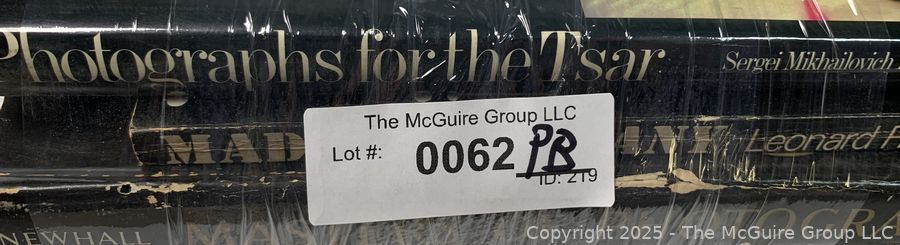 Photographs for the Tsar
Sergei Mikhailovich
The McGuire Group LLC
Lot #: 0062 PB
ID: 219
MAD
Leonard
NEWHALL
Copyright 2025 - The McGuire Group LLC